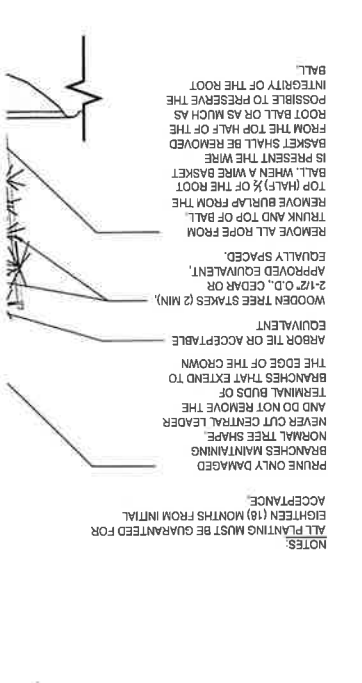 NOTES:
ALL PLANTING MUST BE GUARANTEED FOR
EIGHTEEN (18) MONTHS FROM INITIAL
ACCEPTANCE.
PRUNE ONLY DAMAGED
BRANCHES MAINTAINING
NORMAL TREE SHAPE.
NEVER CUT CENTRAL LEADER
AND DO NOT REMOVE THE
TERMINAL BUDS OF
BRANCHES THAT EXTEND TO
THE EDGE OF THE CROWN
ARBOR TIE OR ACCEPTABLE
EQUIVALENT
WOODEN TREE STAKES (2 MIN),
2-1/2" O.D., CEDAR OR
APPROVED EQUIVALENT,
EQUALLY SPACED.
REMOVE ALL ROPE FROM
TRUNK AND TOP OF BALL.
REMOVE BURLAP FROM THE
TOP (HALF) ½ OF THE ROOT
BALL. WHEN A WIRE BASKET
IS PRESENT THE WIRE
BASKET SHALL BE REMOVED
FROM THE TOP HALF OF THE
ROOT BALL OR AS MUCH AS
POSSIBLE TO PRESERVE THE
INTEGRITY OF THE ROOT
BALL.